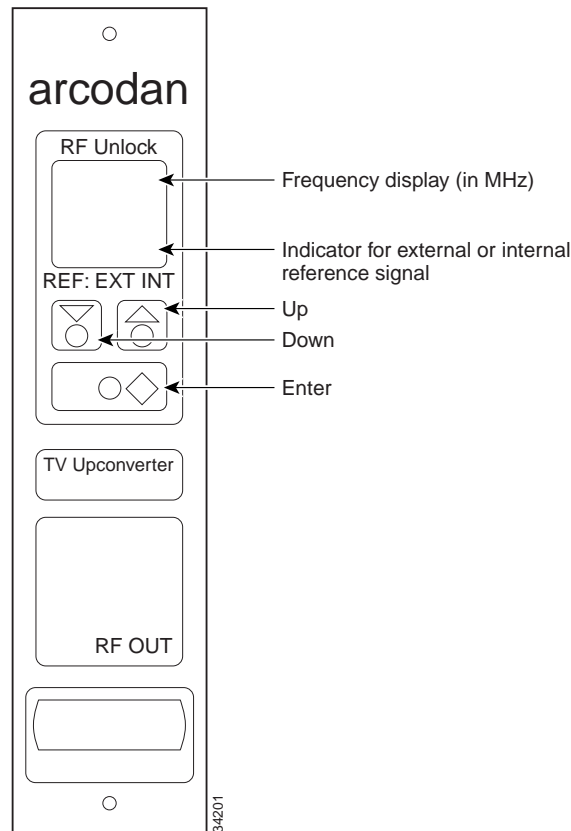 arcodan
RF Unlock
Frequency display (in MHz)
Indicator for external or internal
reference signal
REF: EXT INT
Up
Down
Enter
TV Upconverter
RF OUT
34201